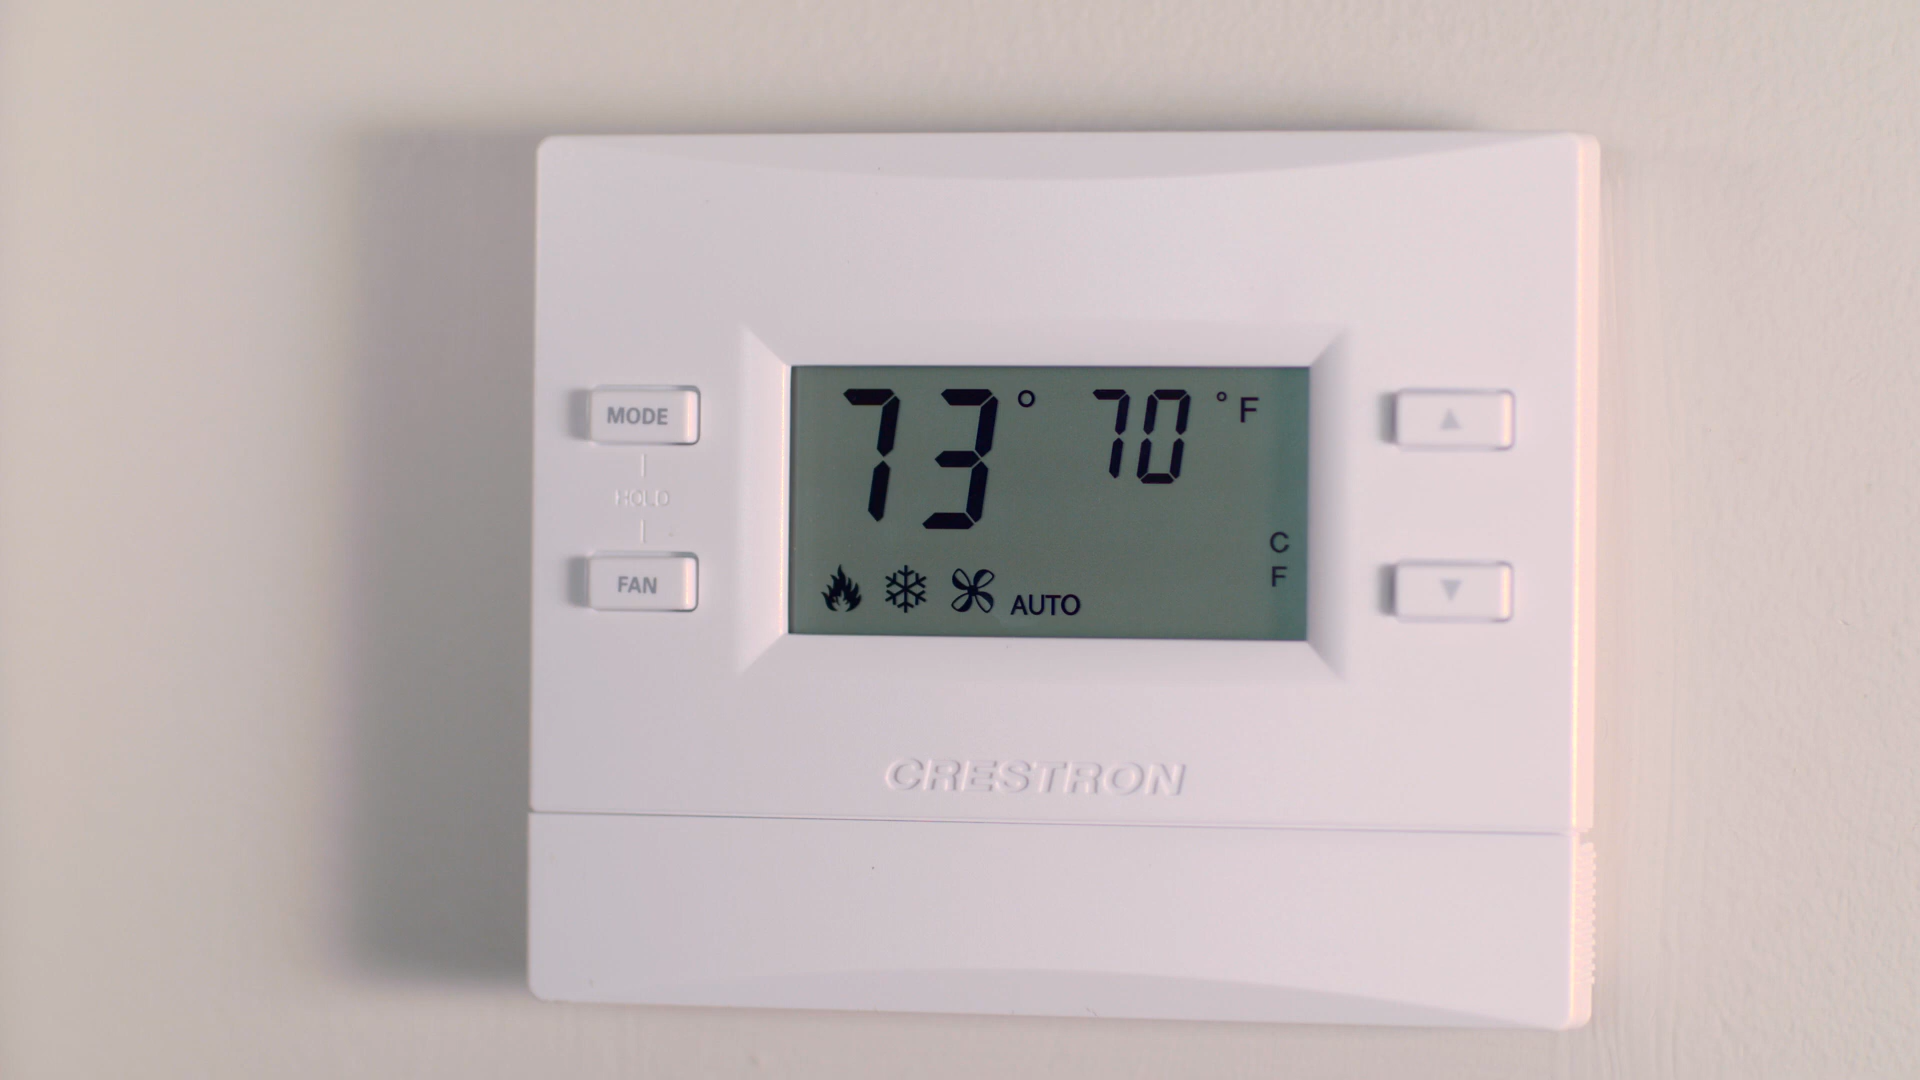 73° 70°F
MODE
HOLD
FAN
C
F
AUTO
CRESTRON